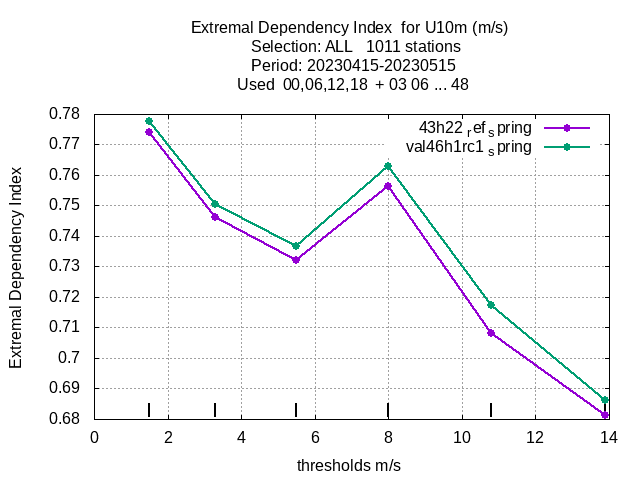 Extremal Dependency Index  for U10m (m/s)
Selection: ALL   1011 stations
Period: 20230415-20230515
Used  00,06,12,18  + 03 06 ... 48
0.78
0.77
0.76
0.75
0.74
0.73
0.72
0.71
0.7
0.69
0.68
Extremal Dependency Index
43h22 ref spring
val46h1rc1 spring
0 2 4 6 8 10 12 14
thresholds m/s